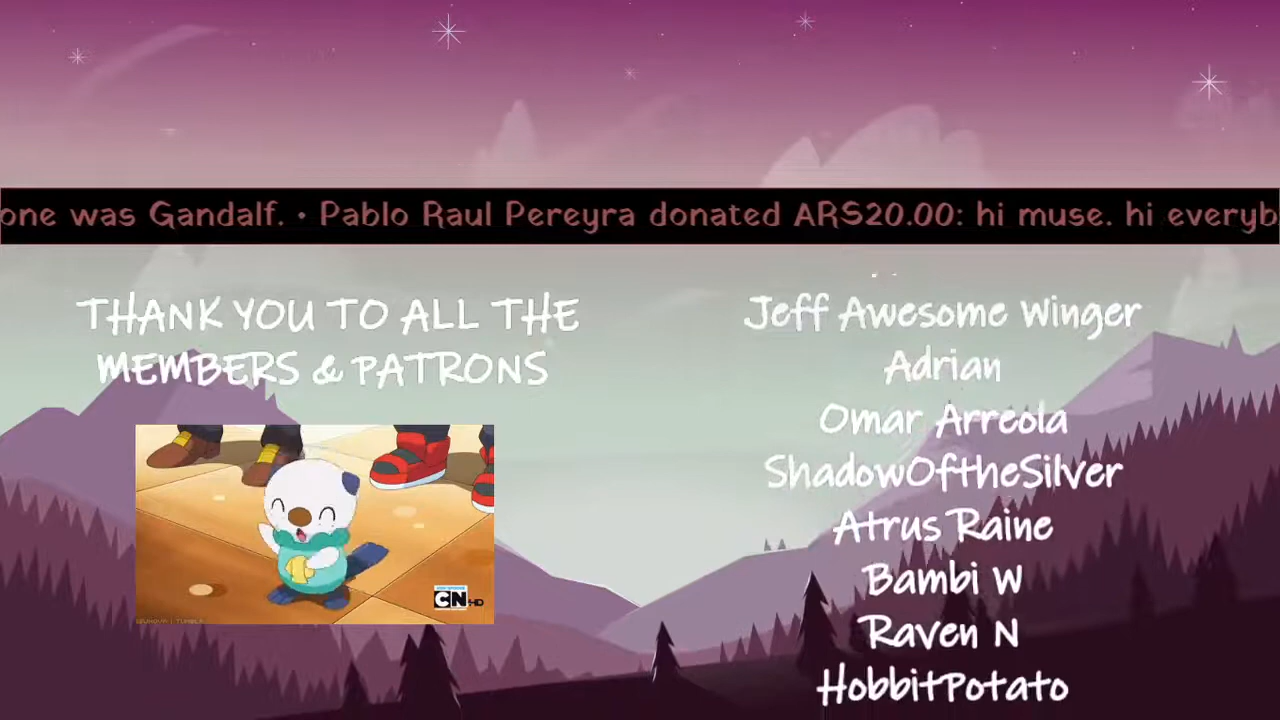 one was Gandalf. • Pablo Raul Pereyra donated ARS20.00: hi muse. hi everyb
THANK YOU TO ALL THE
MEMBERS & PATRONS
Jeff Awesome Winger
Adrian
Omar Arreola
ShadowOftheSilver
Atrus Raine
Bambi W
Raven N
HobbitPotato
CN HD